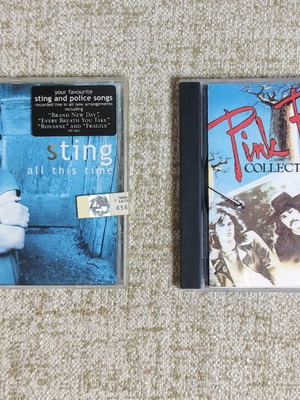 your favourite
sting and police songs
recorded live in all new arrangements
including
"BRAND NEW DAY",
"EVERY BREATH YOU TAKE"
"ROXANNE" and "FRAGILE"
sting
all this time
Pink
COLLECT